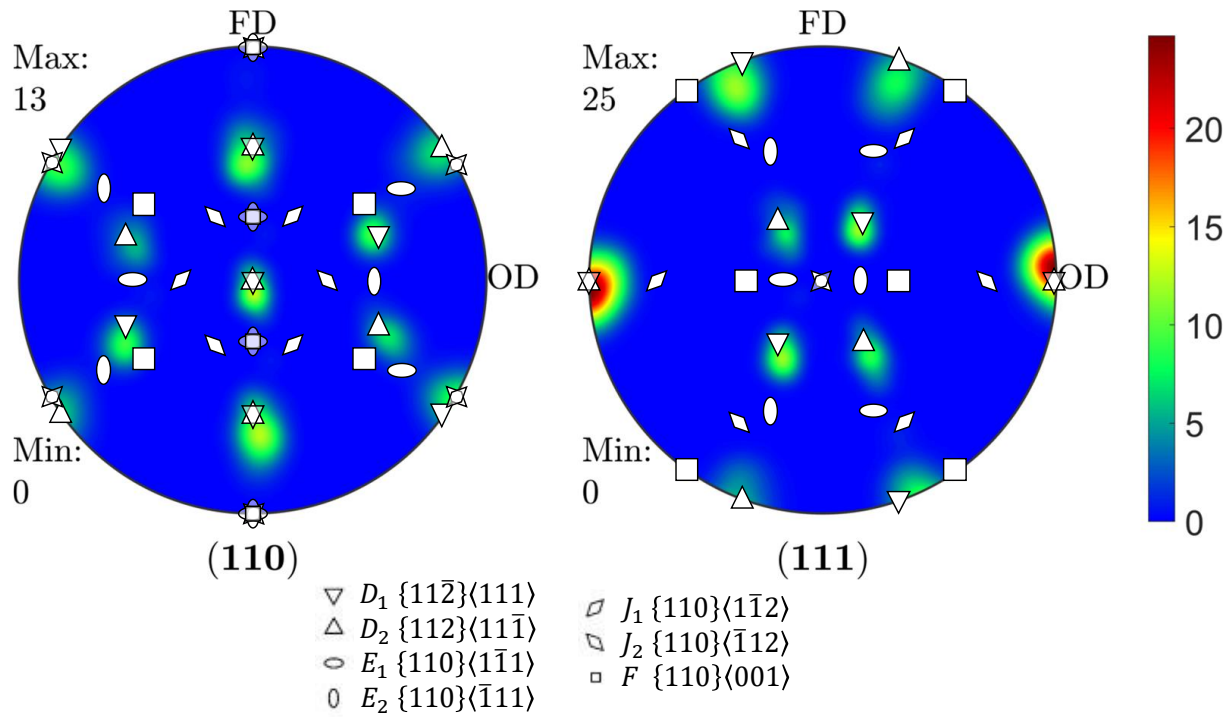 FD FD
Max: Max:
13 25
20
15
OD OD
10
5
Min: Min:
0 0 0
(110) (111)
D₁ {112̄}⟨111⟩ J₁ {110}⟨11̄2⟩
D₂ {112}⟨111̄⟩ J₂ {110}⟨1̄12⟩
E₁ {110}⟨11̄1⟩ F {110}⟨001⟩
E₂ {110}⟨1̄11⟩